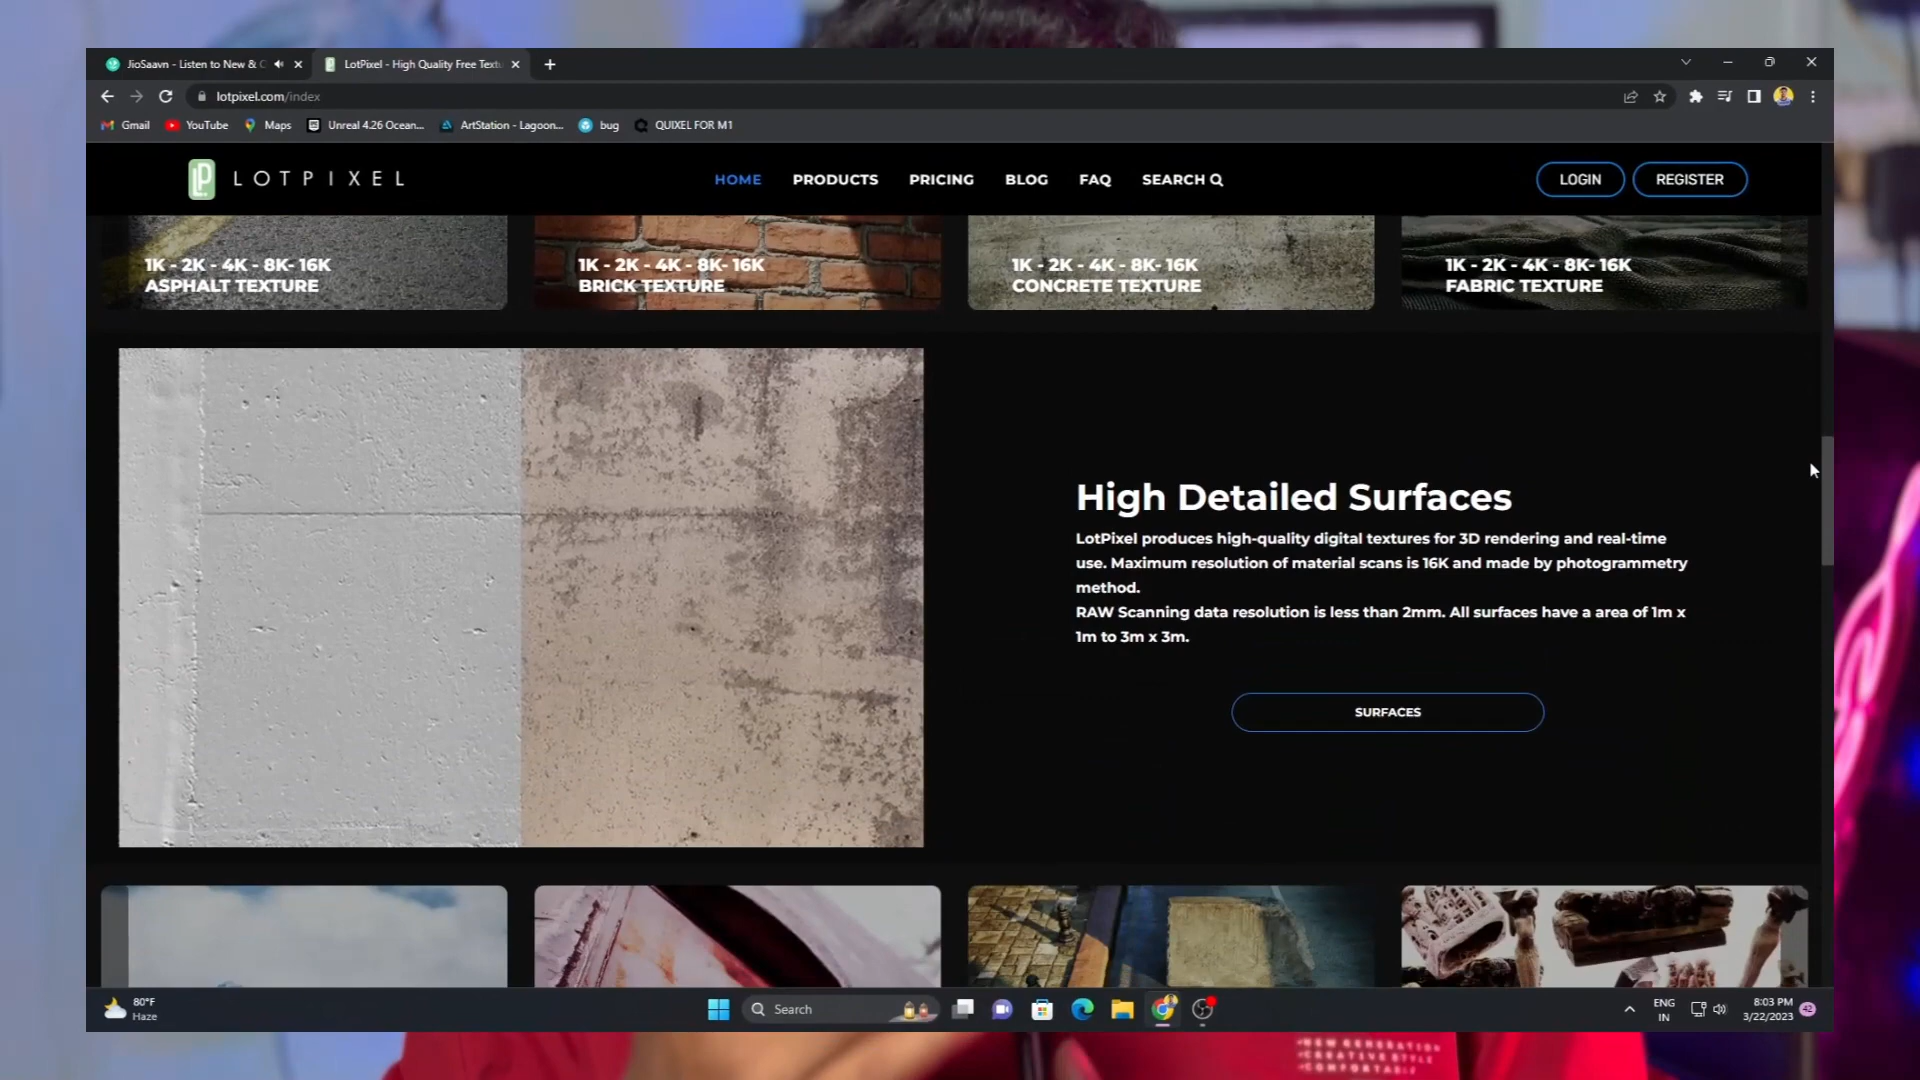 JioSaavn - Listen to New &
LotPixel - High Quality Free Text
lotpixel.com/index
Gmail
YouTube
Maps
Unreal 4.26 Ocean...
ArtStation - Lagoon...
bug
QUIXEL FOR M1
LOTPIXEL
HOME
PRODUCTS
PRICING
BLOG
FAQ
SEARCH
LOGIN
REGISTER
1K - 2K - 4K - 8K- 16K
ASPHALT TEXTURE
1K - 2K - 4K - 8K- 16K
BRICK TEXTURE
1K - 2K - 4K - 8K- 16K
CONCRETE TEXTURE
1K - 2K - 4K - 8K- 16K
FABRIC TEXTURE
High Detailed Surfaces
LotPixel produces high-quality digital textures for 3D rendering and real-time
use. Maximum resolution of material scans is 16K and made by photogrammetry
method.
RAW Scanning data resolution is less than 2mm. All surfaces have a area of 1m x
1m to 3m x 3m.
SURFACES
80°F
Haze
Search
ENG
IN
8:03 PM
3/22/2023
42
NEW GENERATION
CREATIVE STYLE
COMFORTABLE